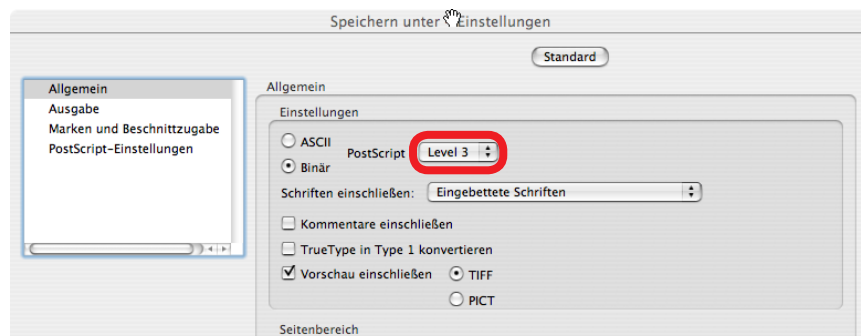 Speichern unter Einstellungen
Standard
Allgemein
Ausgabe
Marken und Beschnittzugabe
PostScript-Einstellungen
Allgemein
Einstellungen
ASCII
Binär
PostScript Level 3
Schriften einschließen: Eingebettete Schriften
Kommentare einschließen
TrueType in Type 1 konvertieren
Vorschau einschließen TIFF
PICT
Seitenbereich